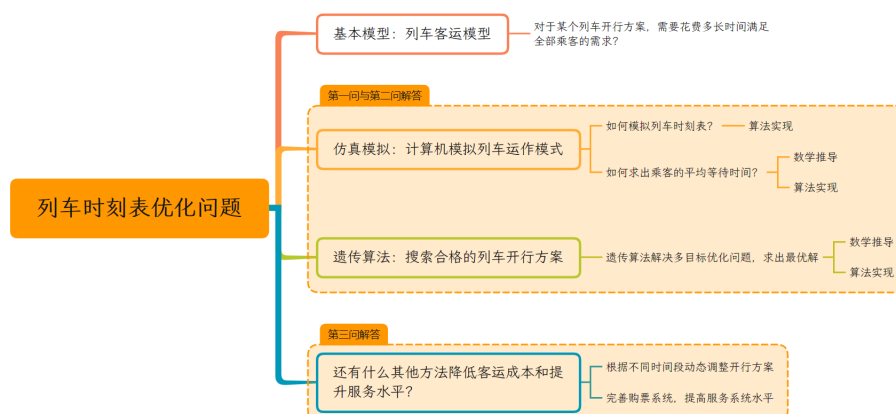 列车时刻表优化问题
基本模型：列车客运模型
对于某个列车开行方案，需要花费多长时间满足
全部乘客的需求？
第一问与第二问解答
仿真模拟：计算机模拟列车运作模式
如何模拟列车时刻表？
算法实现
如何求出乘客的平均等待时间？
数学推导
算法实现
遗传算法：搜索合格的列车开行方案
遗传算法解决多目标优化问题，求出最优解
数学推导
算法实现
第三问解答
还有什么其他方法降低客运成本和提
升服务水平？
根据不同时间段动态调整开行方案
完善购票系统，提高服务系统水平